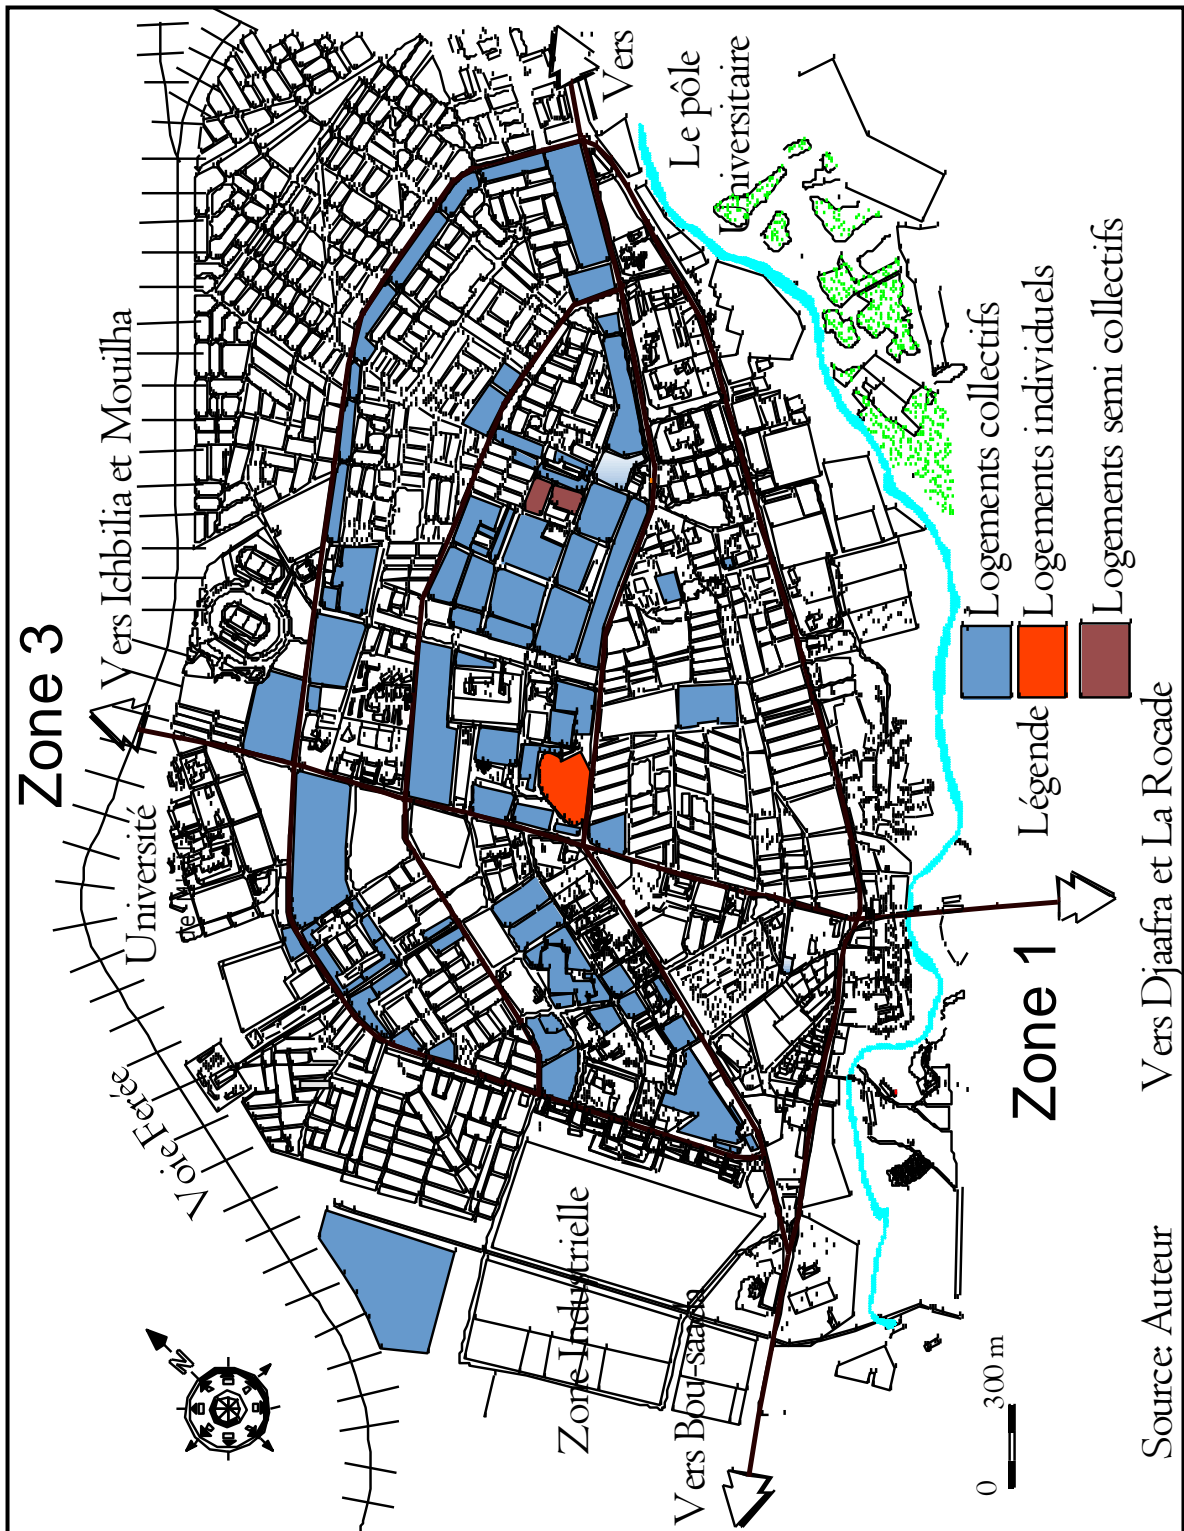 Zone 3
Vers Ichbilia et Mouilha
Université
Voie Ferée
N
Vers
Le pôle
universitaire
Zone Industrielle
Vers Bou-saada
Zone 1
Vers Djaafra et La Rocade
Légende
Logements collectifs
Logements individuels
Logements semi collectifs
0 300 m
Source: Auteur